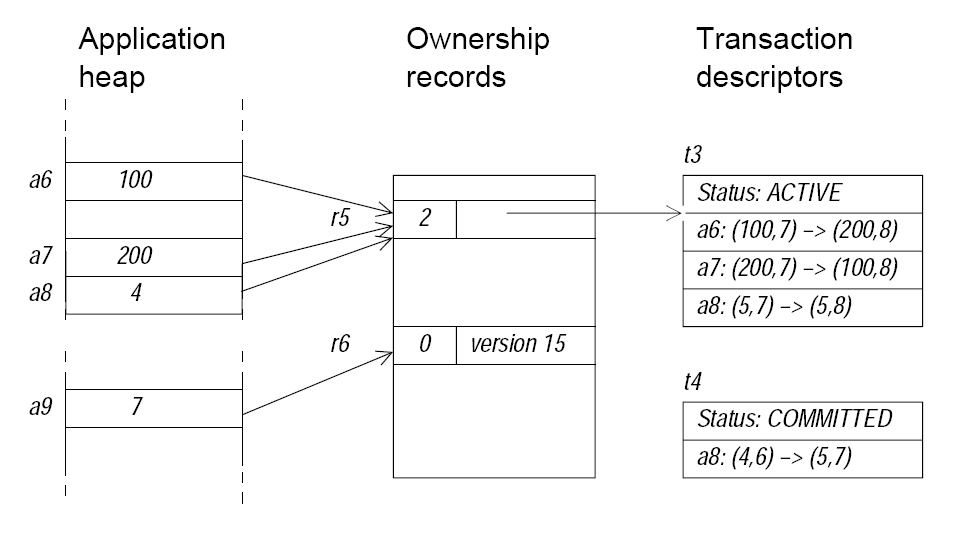 Application
heap
Ownership
records
Transaction
descriptors
a6
100
a7
200
a8
4
a9
7
r5
2
r6
0
version 15
t3
Status: ACTIVE
a6: (100,7) –> (200,8)
a7: (200,7) –> (100,8)
a8: (5,7) –> (5,8)
t4
Status: COMMITTED
a8: (4,6) –> (5,7)